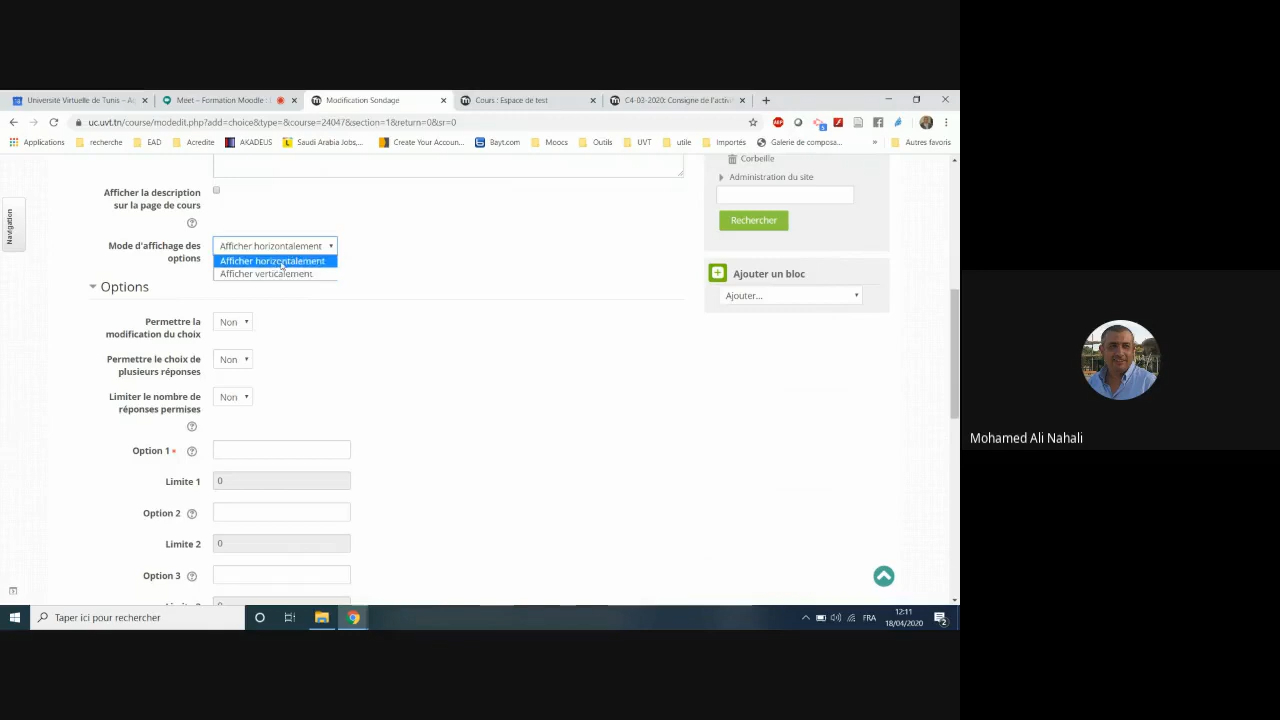 Université Virtuelle de Tunis – A
Meet – Formation Moodle :
Modification Sondage
Cours : Espace de test
C4-03-2020: Consigne de l'activi
uc.uvt.tn/course/modedit.php?add=choice&type=&course=24047&section=1&return=0&sr=0
Applications
recherche
EAD
Acredite
AKADEUS
Saudi Arabia Jobs,...
Create Your Accoun...
Bayt.com
Moocs
Outils
UVT
utile
Importés
Galerie de composa...
»
Autres favoris
Navigation
Afficher la description
sur la page de cours
Mode d'affichage des
options
Afficher horizontalement
Afficher horizontalement
Afficher verticalement
Options
Permettre la
modification du choix
Non
Permettre le choix de
plusieurs réponses
Non
Limiter le nombre de
réponses permises
Non
Option 1
Limite 1
0
Option 2
Limite 2
0
Option 3
Corbeille
Administration du site
Rechercher
Ajouter un bloc
Ajouter...
Taper ici pour rechercher
FRA
12:11
18/04/2020
2
Mohamed Ali Nahali